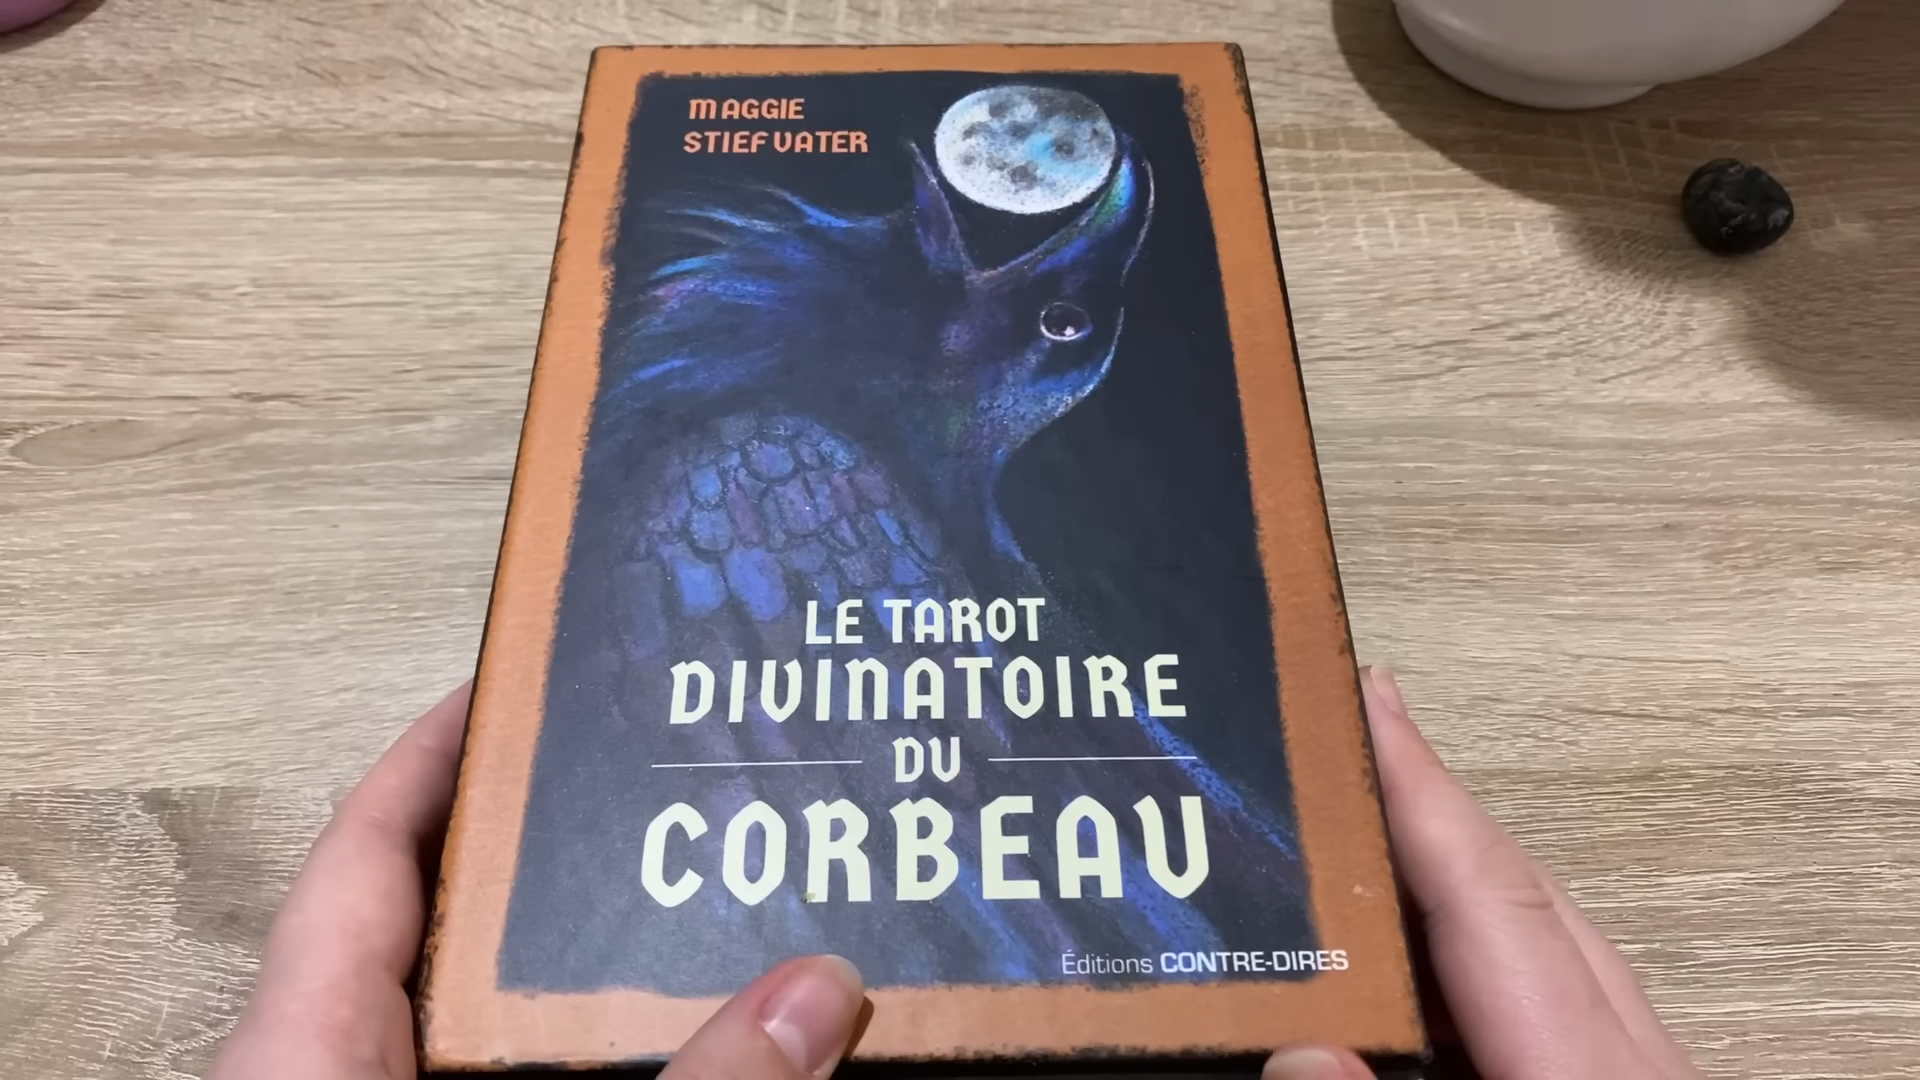 MAGGIE
STIEFVATER
LE TAROT
DIVINATOIRE
DU
CORBEAU
Éditions CONTRE-DIRES